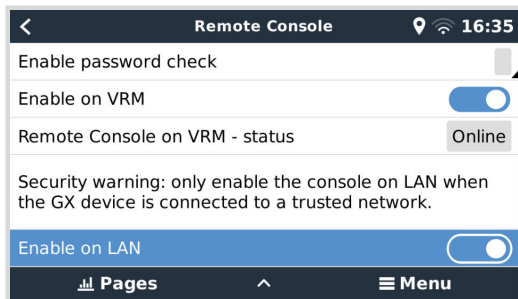 Remote Console
16:35
Enable password check
Enable on VRM
Remote Console on VRM - status
Online
Security warning: only enable the console on LAN when
the GX device is connected to a trusted network.
Enable on LAN
Pages
Menu